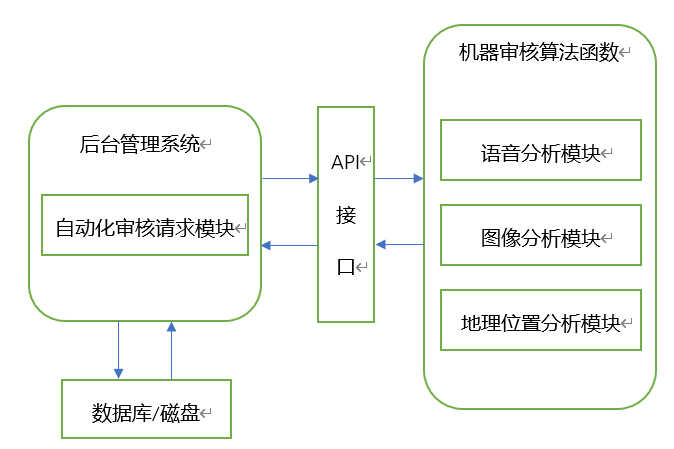 机器审核算法函数
后台管理系统
自动化审核请求模块
API
接
口
语音分析模块
图像分析模块
地理位置分析模块
数据库/磁盘